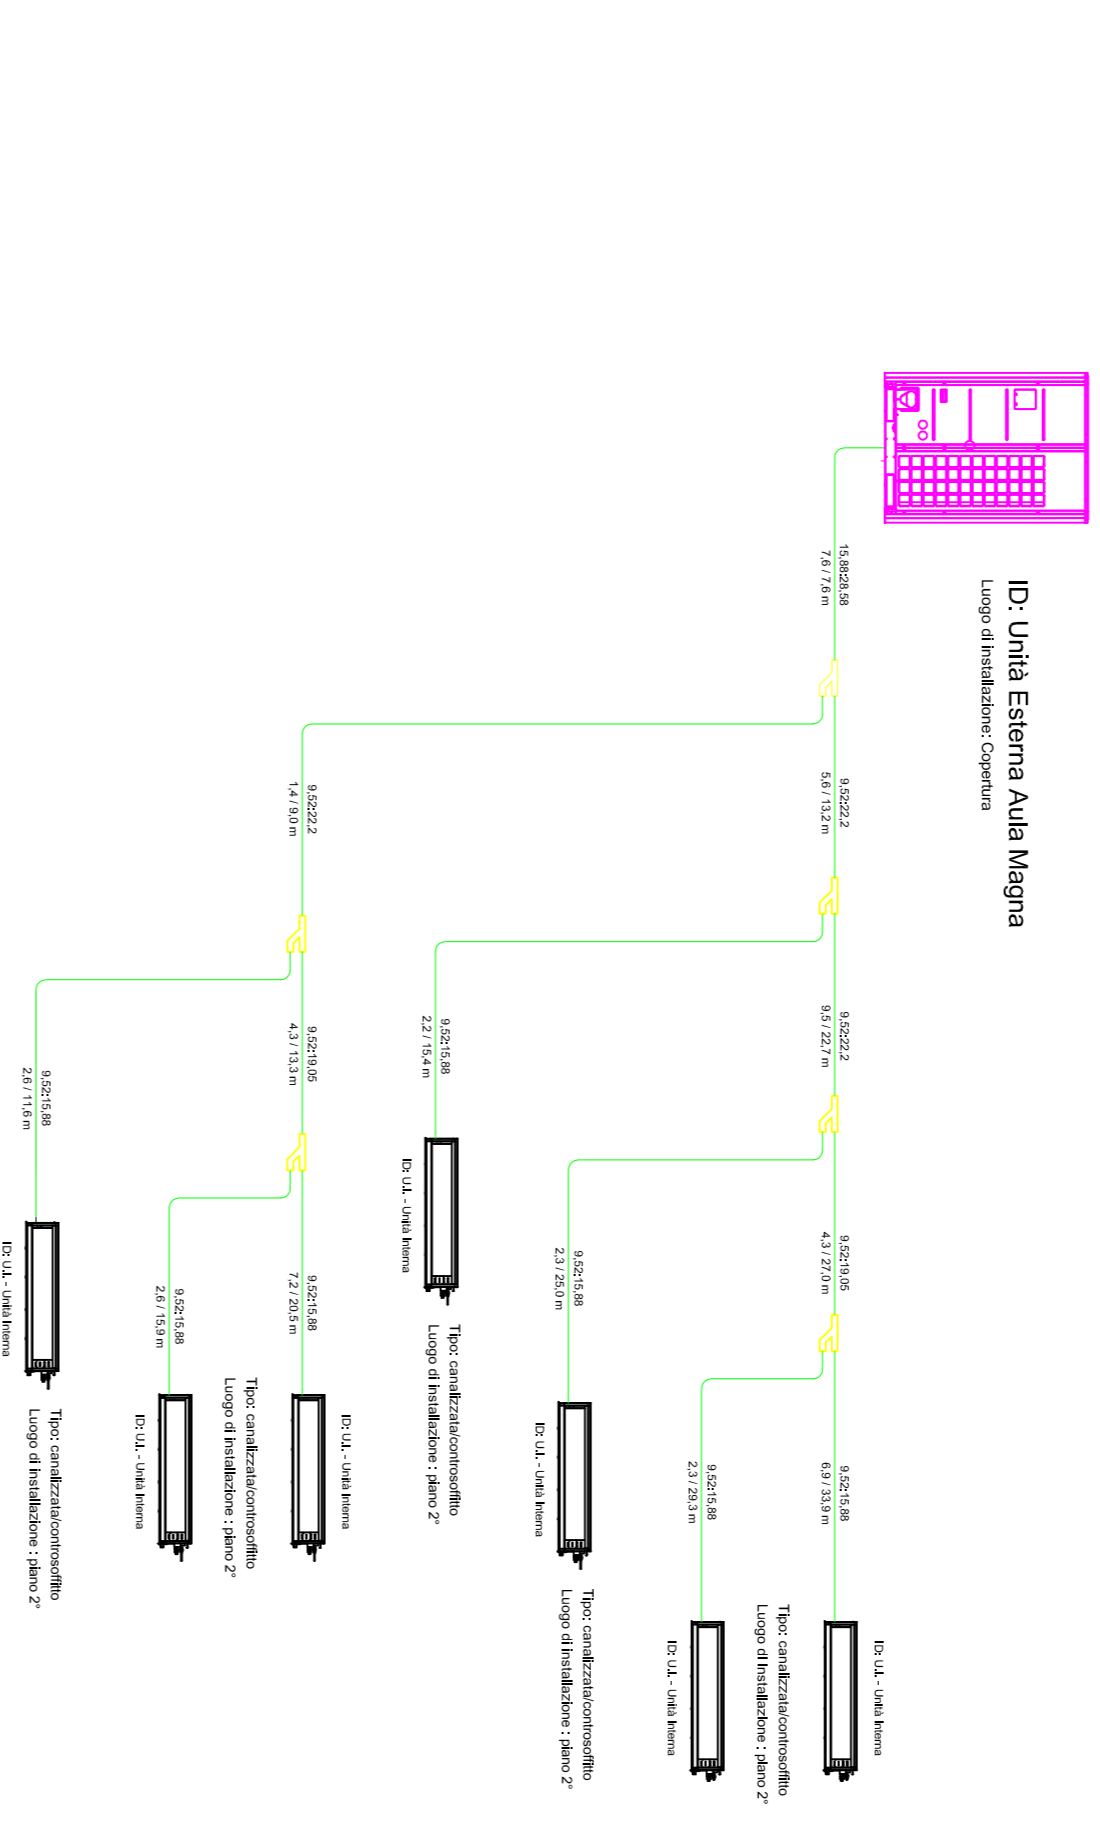 ID: Unità Esterna Aula Magna
Luogo di installazione: Copertura
15,88:28,58
7,6 / 7,6 m
9,52:22,2
5,6 / 13,2 m
9,52:22,2
9,5 / 22,7 m
9,52:19,05
4,3 / 27,0 m
9,52:15,88
6,9 / 33,9 m
ID: U.I. - Unità Interna
Tipo: canalizzata/controsoffitto
Luogo di installazione : piano 2°
9,52:15,88
2,3 / 29,3 m
ID: U.I. - Unità Interna
9,52:15,88
2,3 / 25,0 m
Tipo: canalizzata/controsoffitto
Luogo di installazione : piano 2°
ID: U.I. - Unità Interna
9,52:15,88
2,2 / 15,4 m
Tipo: canalizzata/controsoffitto
Luogo di installazione : piano 2°
ID: U.I. - Unità Interna
9,52:22,2
1,4 / 9,0 m
9,52:19,05
4,3 / 13,3 m
9,52:15,88
7,2 / 20,5 m
ID: U.I. - Unità Interna
Tipo: canalizzata/controsoffitto
Luogo di installazione : piano 2°
9,52:15,88
2,6 / 15,9 m
ID: U.I. - Unità Interna
9,52:15,88
2,6 / 11,6 m
Tipo: canalizzata/controsoffitto
Luogo di installazione : piano 2°
ID: U.I. - Unità Interna